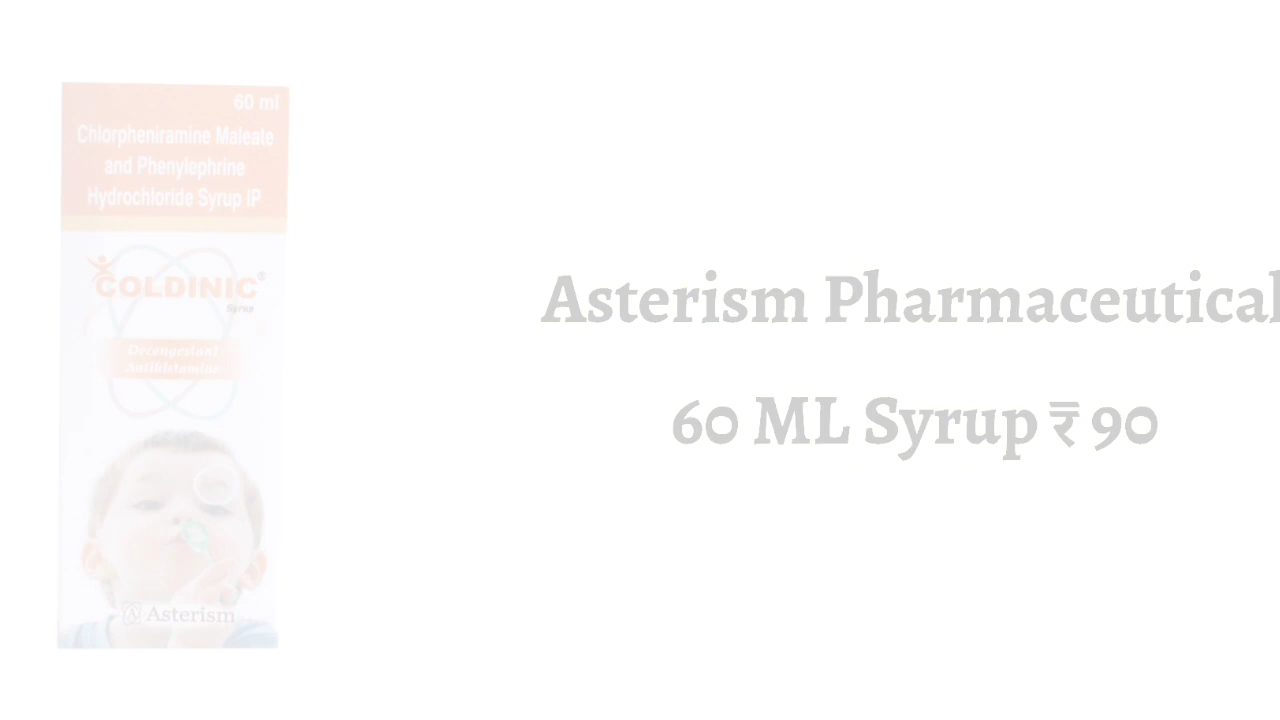 60 ml
Chlorpheniramine Maleate
and Phenylephrine
Hydrochloride Syrup IP
COLDINIC®
Syrup
Decongestant
Antihistamine
Asterism
Asterism Pharmaceutical
60 ML Syrup ₹ 90